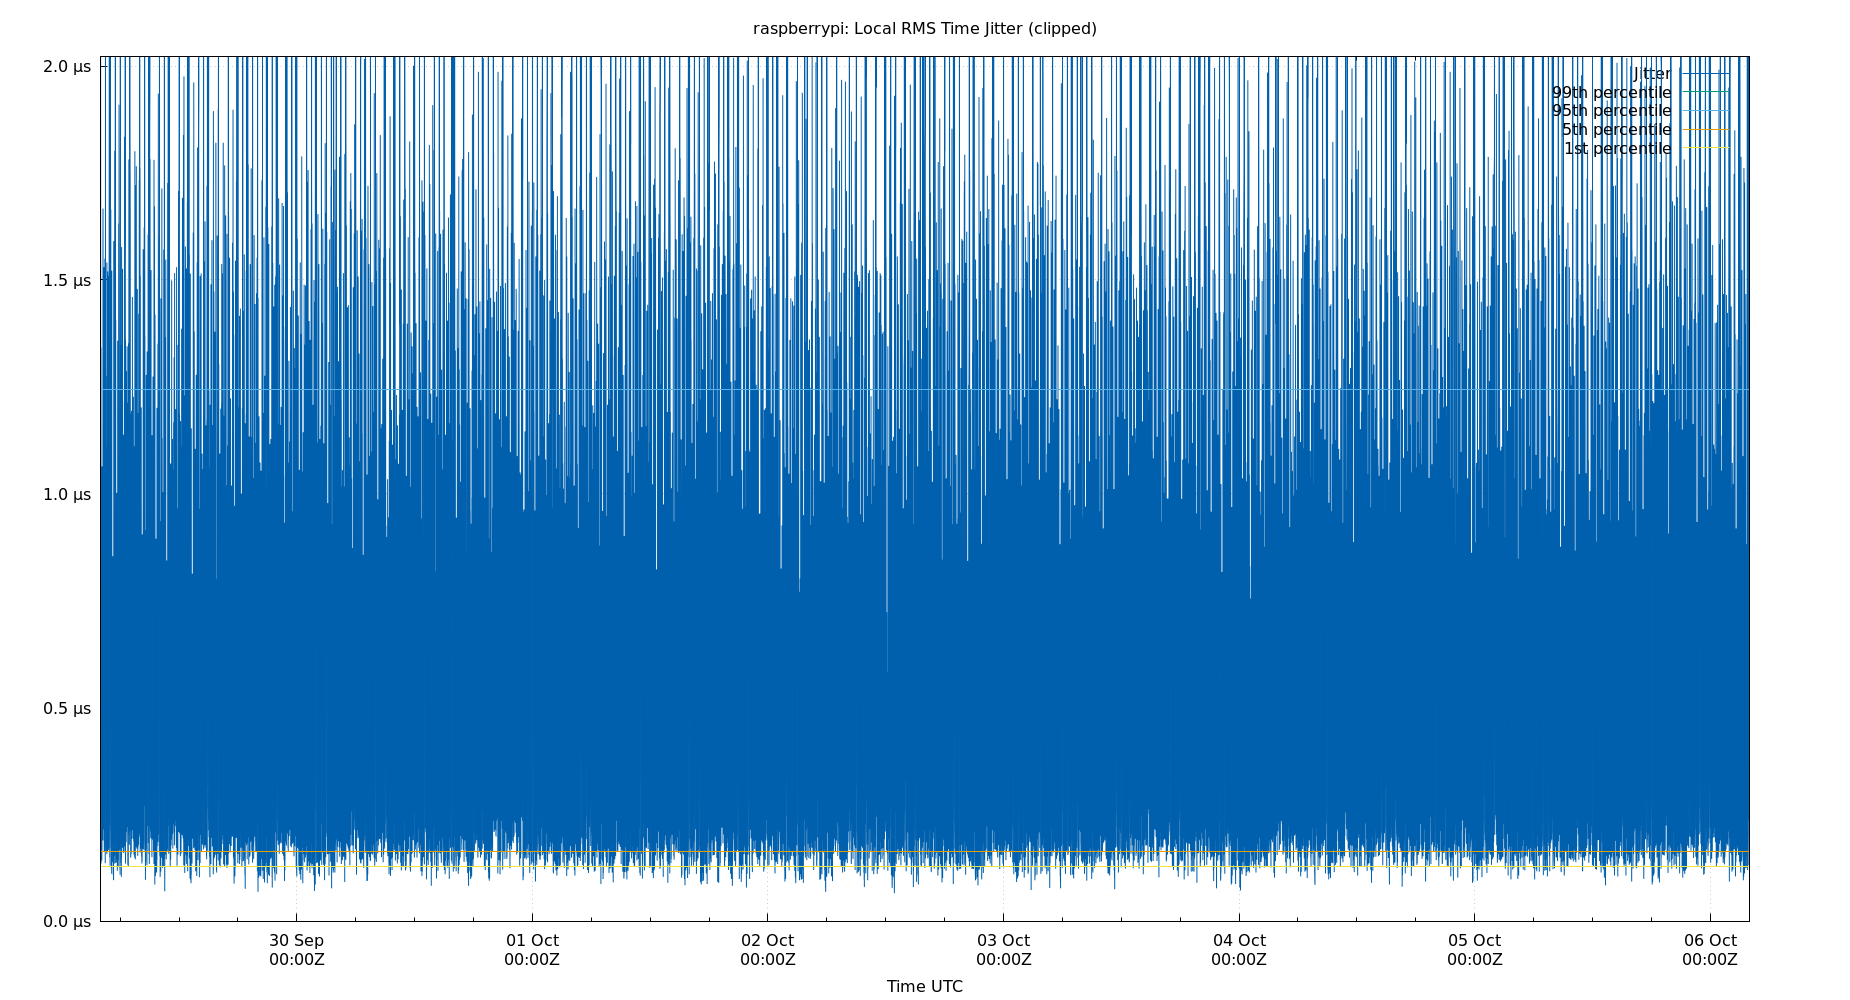 raspberrypi: Local RMS Time Jitter (clipped)
2.0 µs
1.5 µs
1.0 µs
0.5 µs
0.0 µs
Jitter
99th percentile
95th percentile
5th percentile
1st percentile
30 Sep 01 Oct 02 Oct 03 Oct 04 Oct 05 Oct 06 Oct
00:00Z 00:00Z 00:00Z 00:00Z 00:00Z 00:00Z 00:00Z
Time UTC